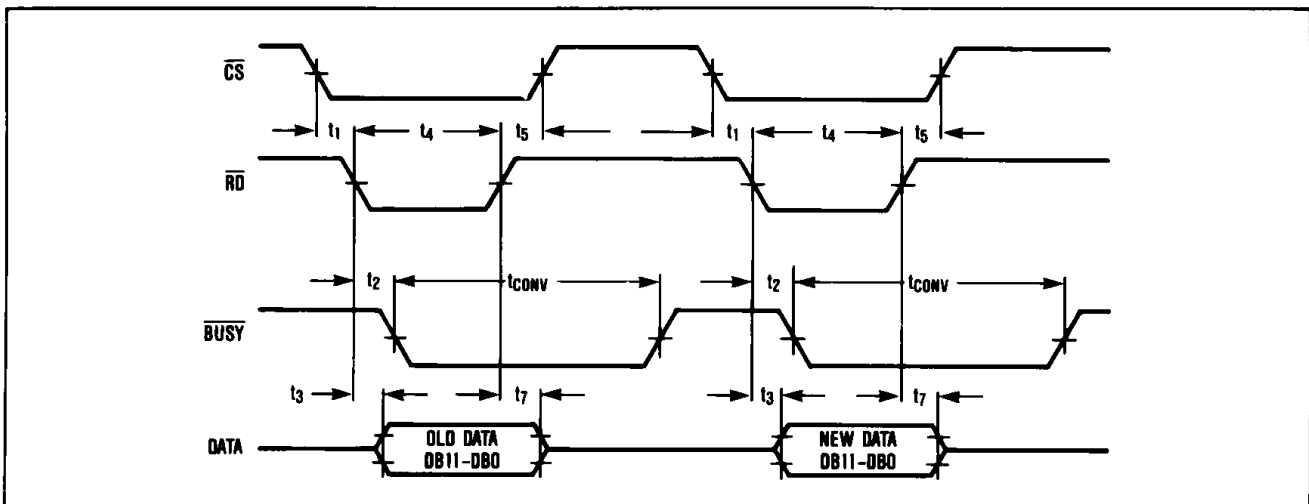 CS
t1 t4 t5 t1 t4 t5
RD
t2 tCONV t2 tCONV
BUSY
t3 t7 t3 t7
DATA
OLD DATA
DB11-DB0
NEW DATA
DB11-DB0